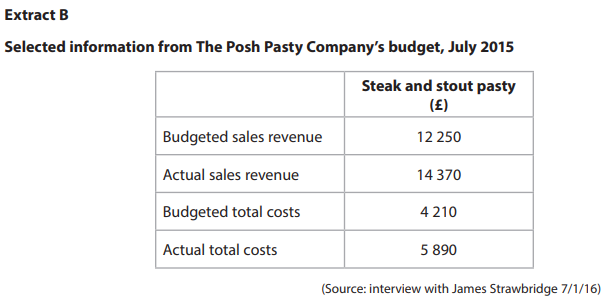 Extract B
Selected information from The Posh Pasty Company's budget, July 2015
Steak and stout pasty
(£)
Budgeted sales revenue 12 250
Actual sales revenue 14 370
Budgeted total costs 4 210
Actual total costs 5 890
(Source: interview with James Strawbridge 7/1/16)